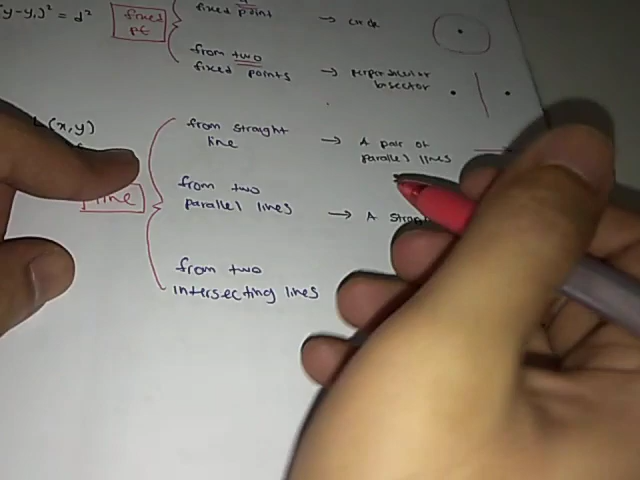 y-y₁)² = d²
fixed
pt
fixed point → circle
from two
fixed points → perpendicular
bisector
L(x,y)
from straight
line → A pair of
parallel lines
line
from two
parallel lines → A straight
from two
intersecting lines